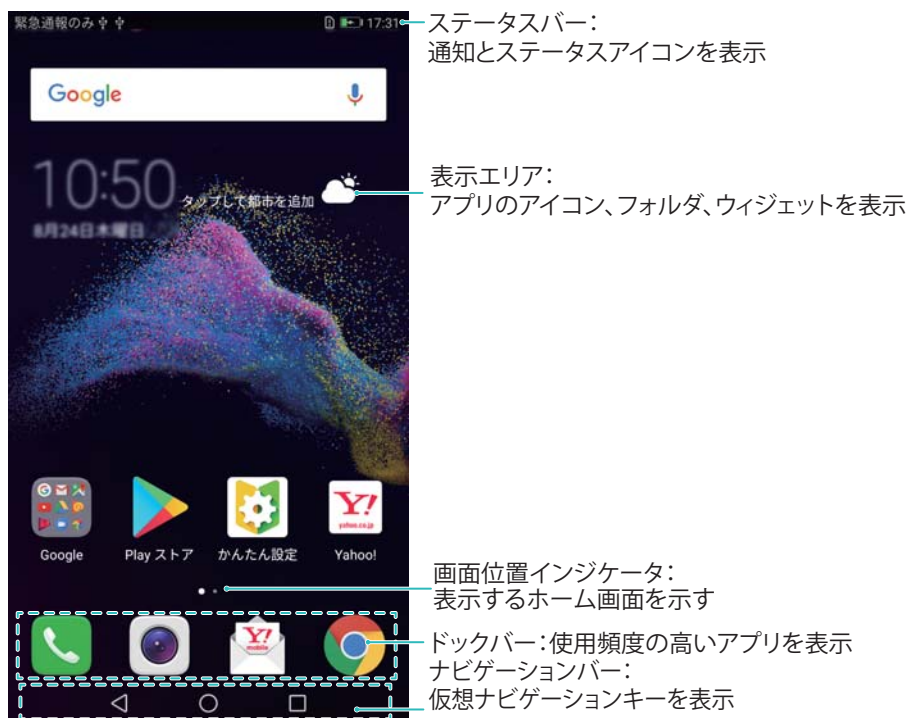 緊急通報のみ
17:31
ステータスバー：
通知とステータスアイコンを表示
Google
10:50
タップして都市を追加
8月24日木曜日
表示エリア：
アプリのアイコン、フォルダ、ウィジェットを表示
Google
Play ストア
かんたん設定
Y!
yahoo.co.jp
Yahoo!
画面位置インジケータ：
表示するホーム画面を示す
Y!
mobile
ドックバー：使用頻度の高いアプリを表示
ナビゲーションバー：
仮想ナビゲーションキーを表示